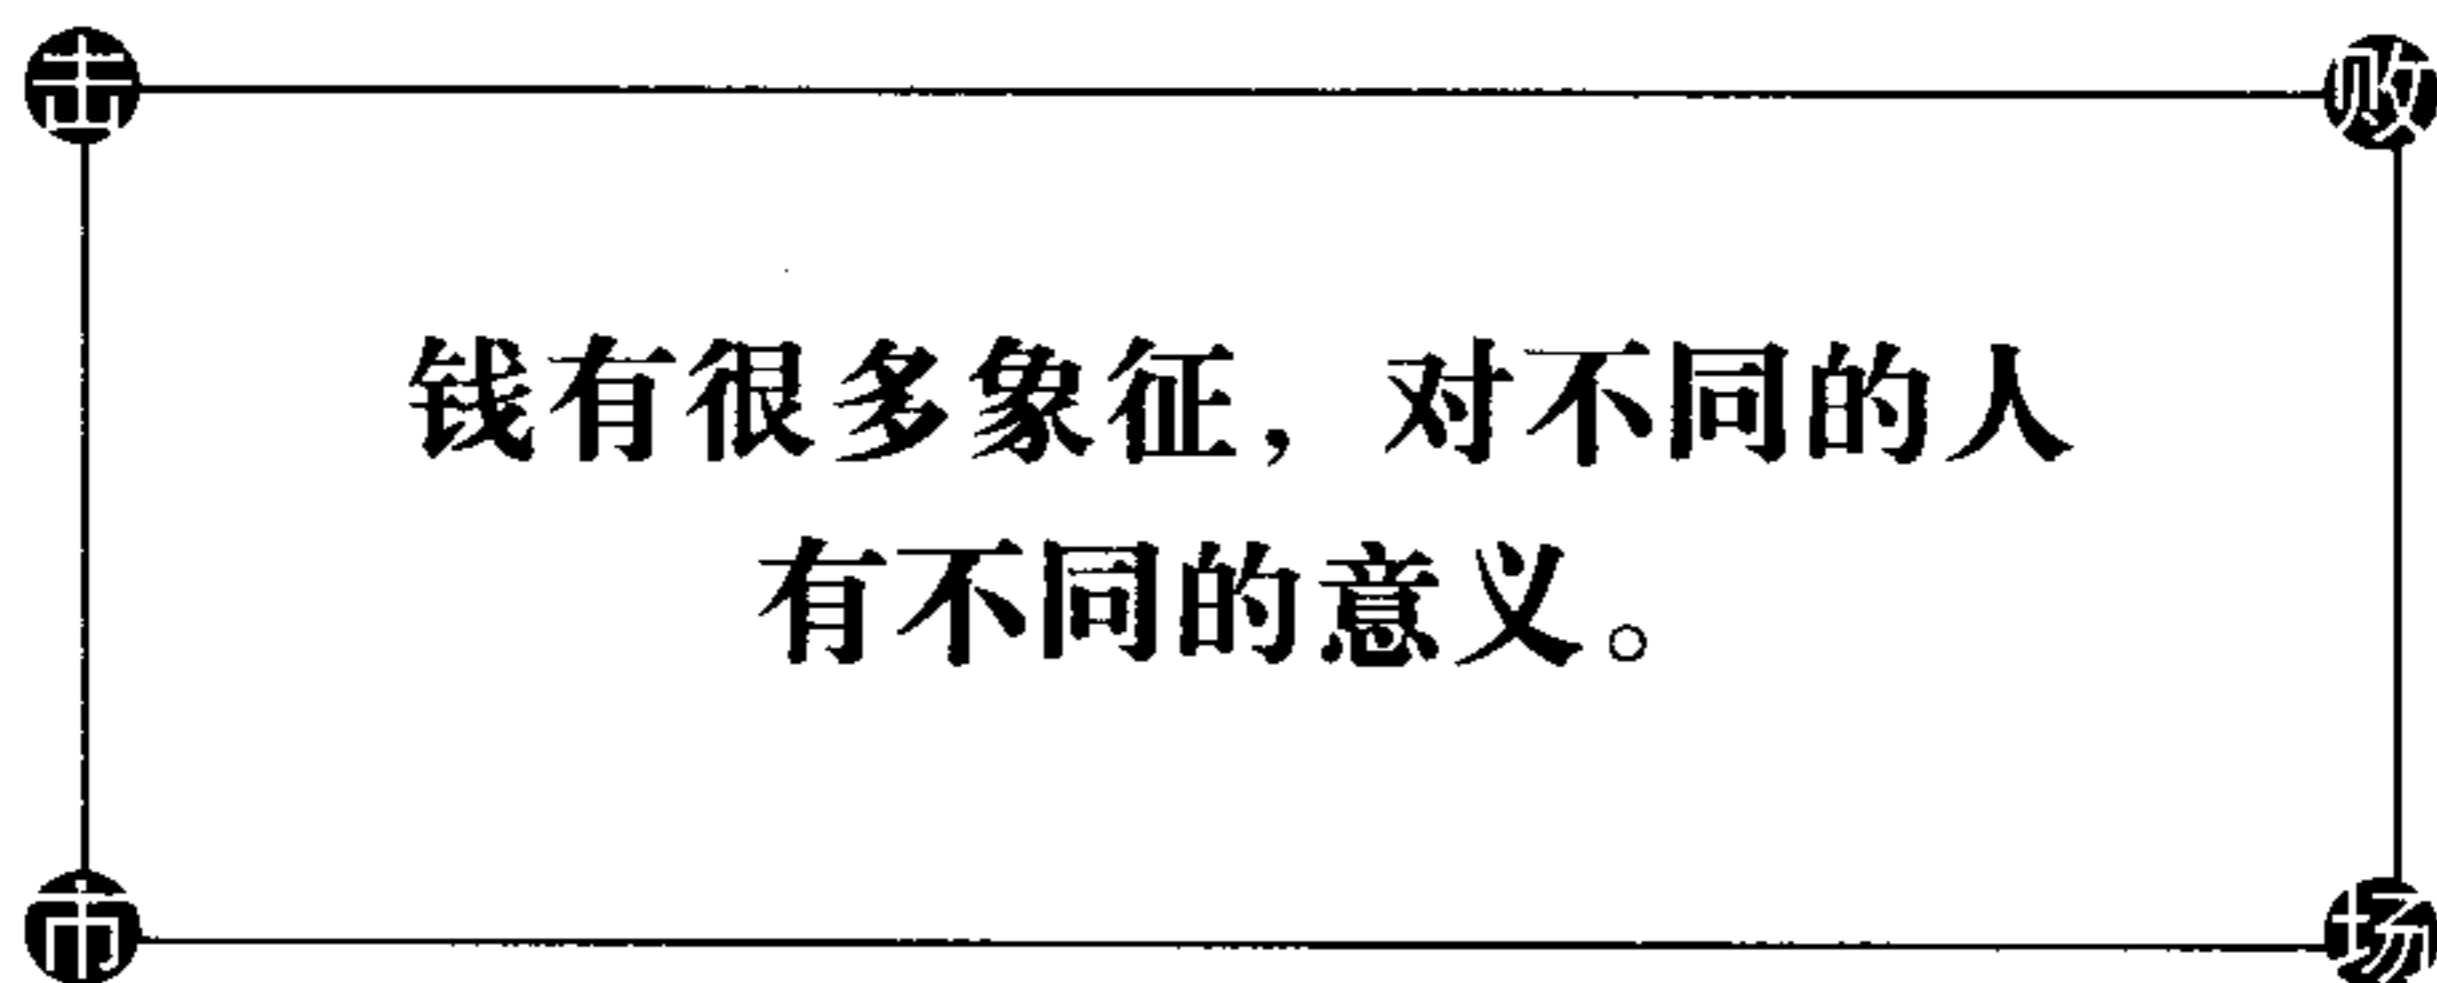 击 败
钱有很多象征，对不同的人
有不同的意义。
市 场